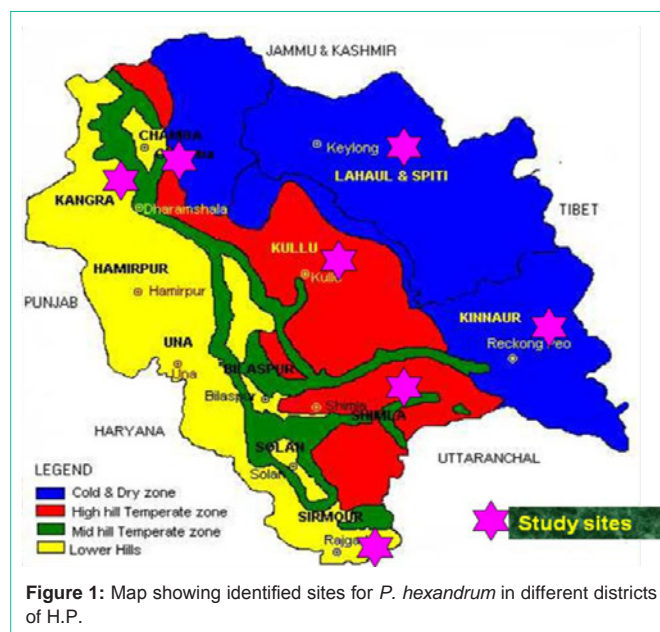 JAMMU & KASHMIR
CHAMBA
Keylong
LAHAUL & SPITI
TIBET
KANGRA
Dharamshala
KULLU
Kullu
HAMIRPUR
Hamirpur
PUNJAB
KINNAUR
Reckong Peo
UNA
Una
BILASPUR
Bilaspur
Shimla
SHIMLA
HARYANA
UTTARANCHAL
SOLAN
Solan
LEGEND
Cold & Dry zone
High hill Temperate zone
Mid hill Temperate zone
Lower Hills
SIRMOUR
Study sites
Figure 1: Map showing identified sites for P. hexandrum in different districts
of H.P.